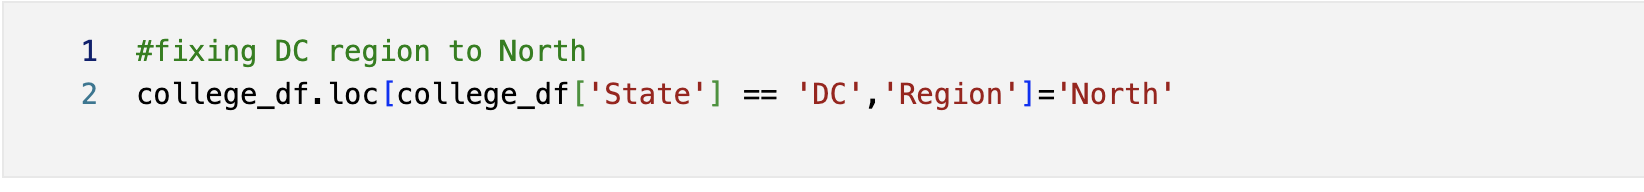 1 #fixing DC region to North
2 college_df.loc[college_df['State'] == 'DC','Region']='North'